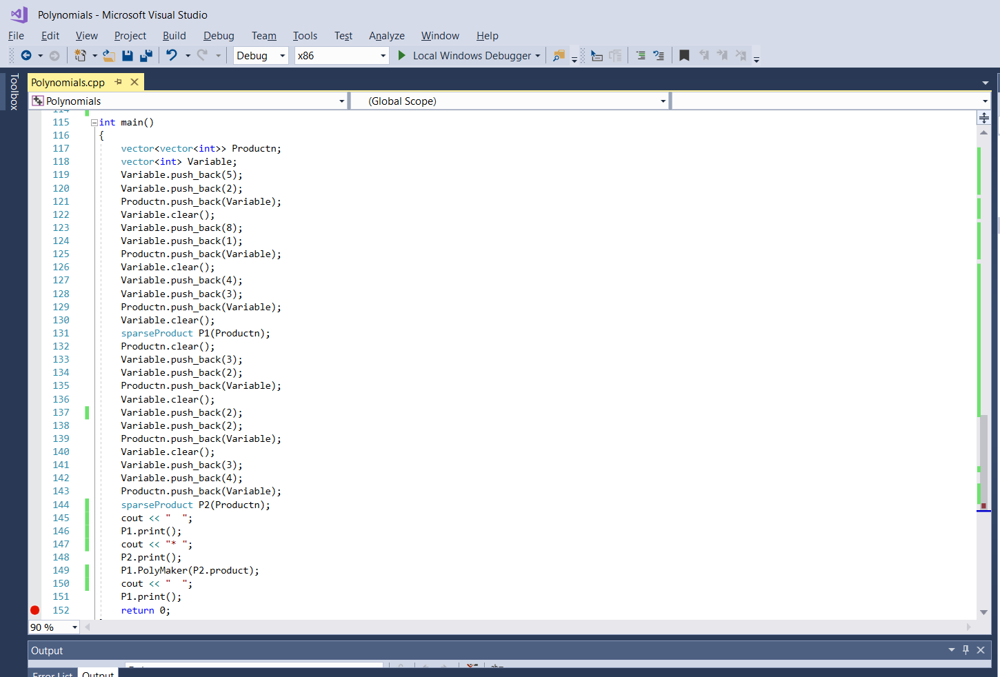 Polynomials - Microsoft Visual Studio
File Edit View Project Build Debug Team Tools Test Analyze Window Help
Debug x86 Local Windows Debugger
Toolbox
Polynomials.cpp
Polynomials (Global Scope)
114
115 int main()
116 {
117 vector<vector<int>> Productn;
118 vector<int> Variable;
119 Variable.push_back(5);
120 Variable.push_back(2);
121 Productn.push_back(Variable);
122 Variable.clear();
123 Variable.push_back(8);
124 Variable.push_back(1);
125 Productn.push_back(Variable);
126 Variable.clear();
127 Variable.push_back(4);
128 Variable.push_back(3);
129 Productn.push_back(Variable);
130 Variable.clear();
131 sparseProduct P1(Productn);
132 Productn.clear();
133 Variable.push_back(3);
134 Variable.push_back(2);
135 Productn.push_back(Variable);
136 Variable.clear();
137 Variable.push_back(2);
138 Variable.push_back(2);
139 Productn.push_back(Variable);
140 Variable.clear();
141 Variable.push_back(3);
142 Variable.push_back(4);
143 Productn.push_back(Variable);
144 sparseProduct P2(Productn);
145 cout << "  ";
146 P1.print();
147 cout << "* ";
148 P2.print();
149 P1.PolyMaker(P2.product);
150 cout << "  ";
151 P1.print();
152 return 0;
90 %
Output
Error List Output